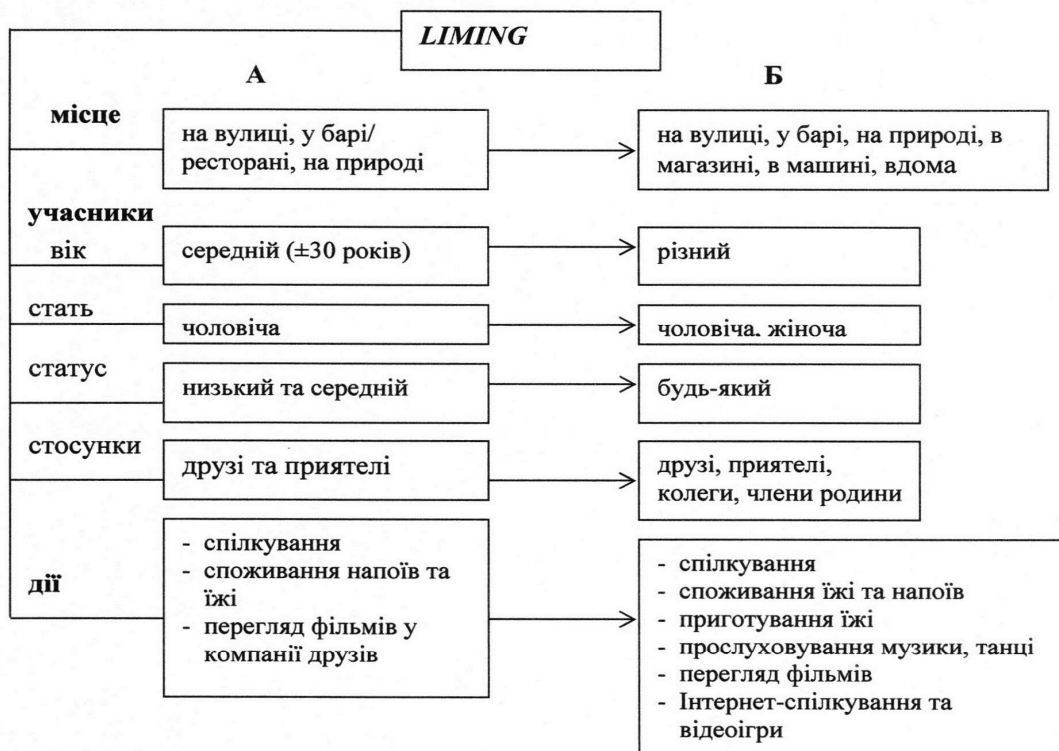 LIMING
А
Б
місце
на вулиці, у барі/
ресторані, на природі
на вулиці, у барі, на природі, в
магазині, в машині, вдома
учасники
вік
середній (±30 років)
різний
стать
чоловіча
чоловіча, жіноча
статус
низький та середній
будь-який
стосунки
друзі та приятелі
друзі, приятелі,
колеги, члени родини
дії
- спілкування
- споживання напоїв та
їжі
- перегляд фільмів у
компанії друзів
- спілкування
- споживання їжі та напоїв
- приготування їжі
- прослуховування музики, танці
- перегляд фільмів
- Інтернет-спілкування та
відеоігри